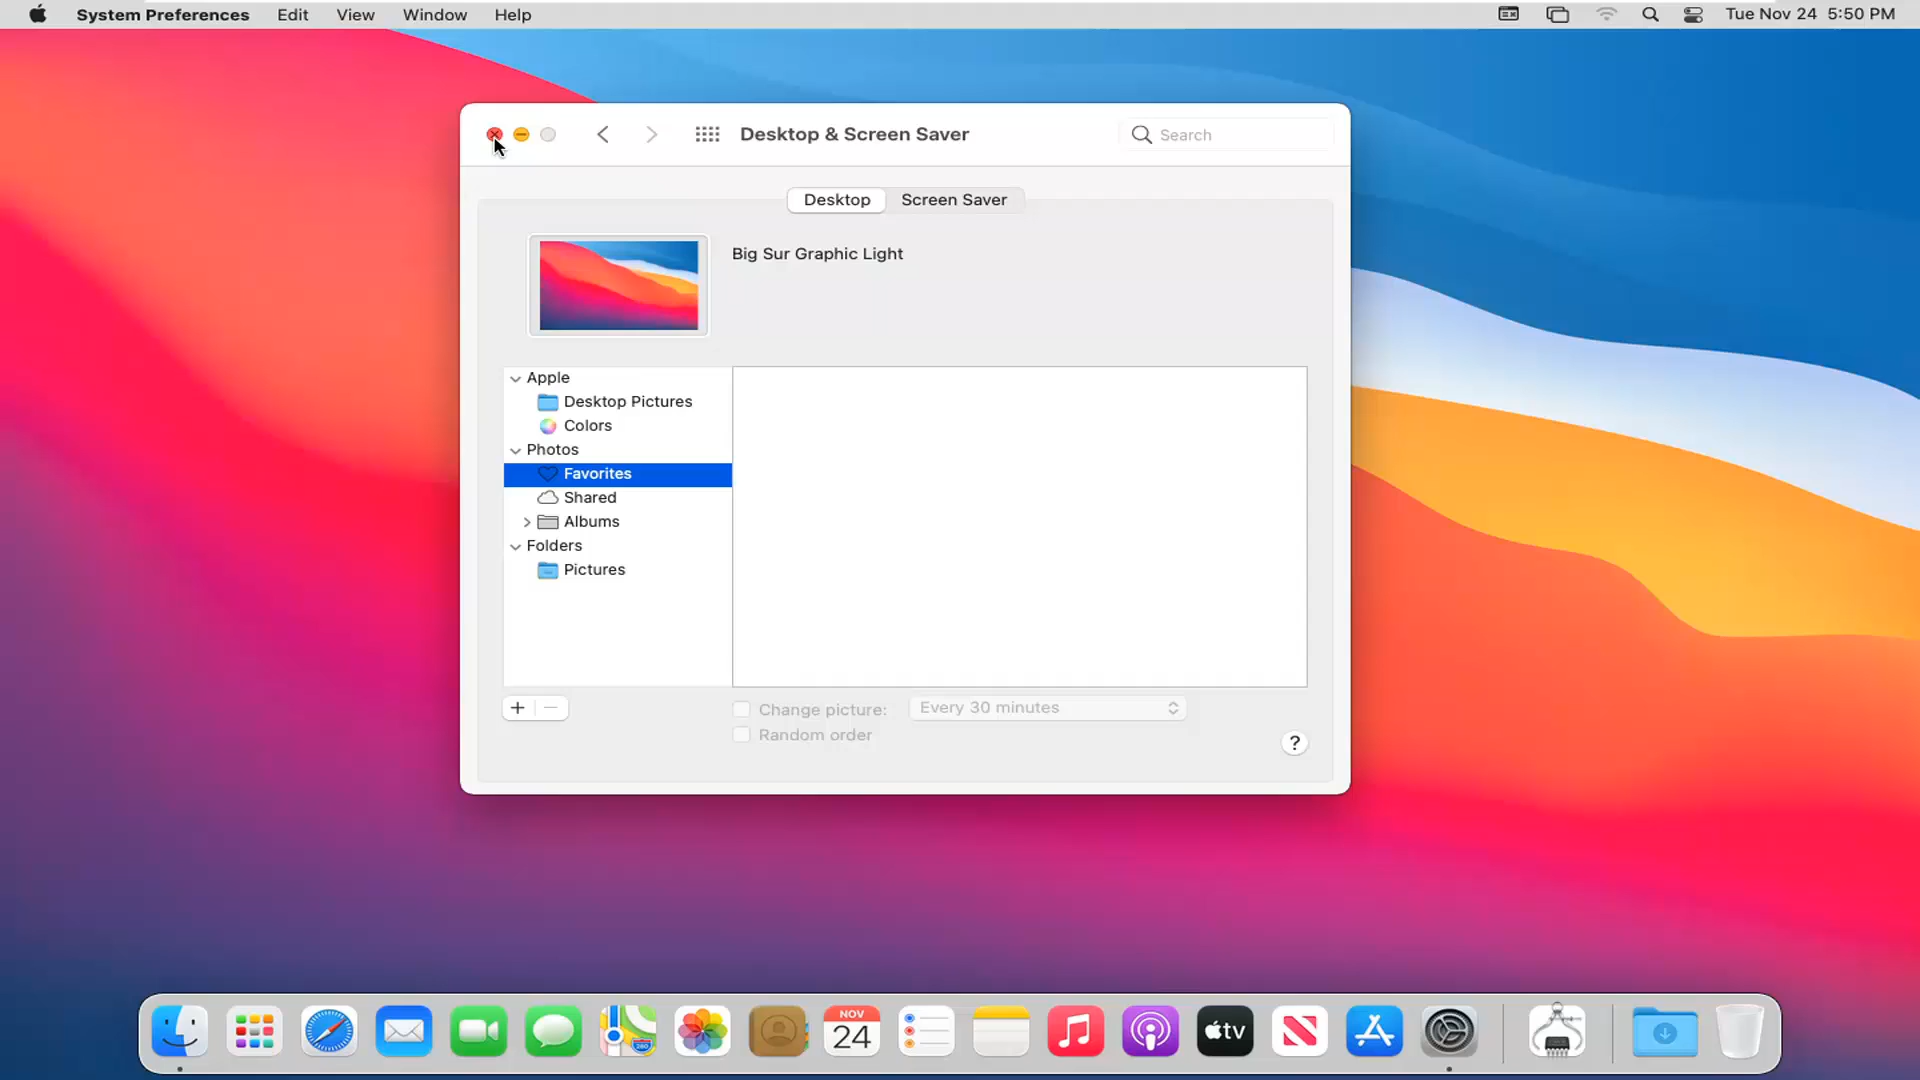 System Preferences Edit View Window Help Tue Nov 24 5:50 PM
Desktop & Screen Saver Search
Desktop Screen Saver
Big Sur Graphic Light
Apple
Desktop Pictures
Colors
Photos
Favorites
Shared
Albums
Folders
Pictures
+ − Change picture: Every 30 minutes
Random order
?
NOV
24
280
tv